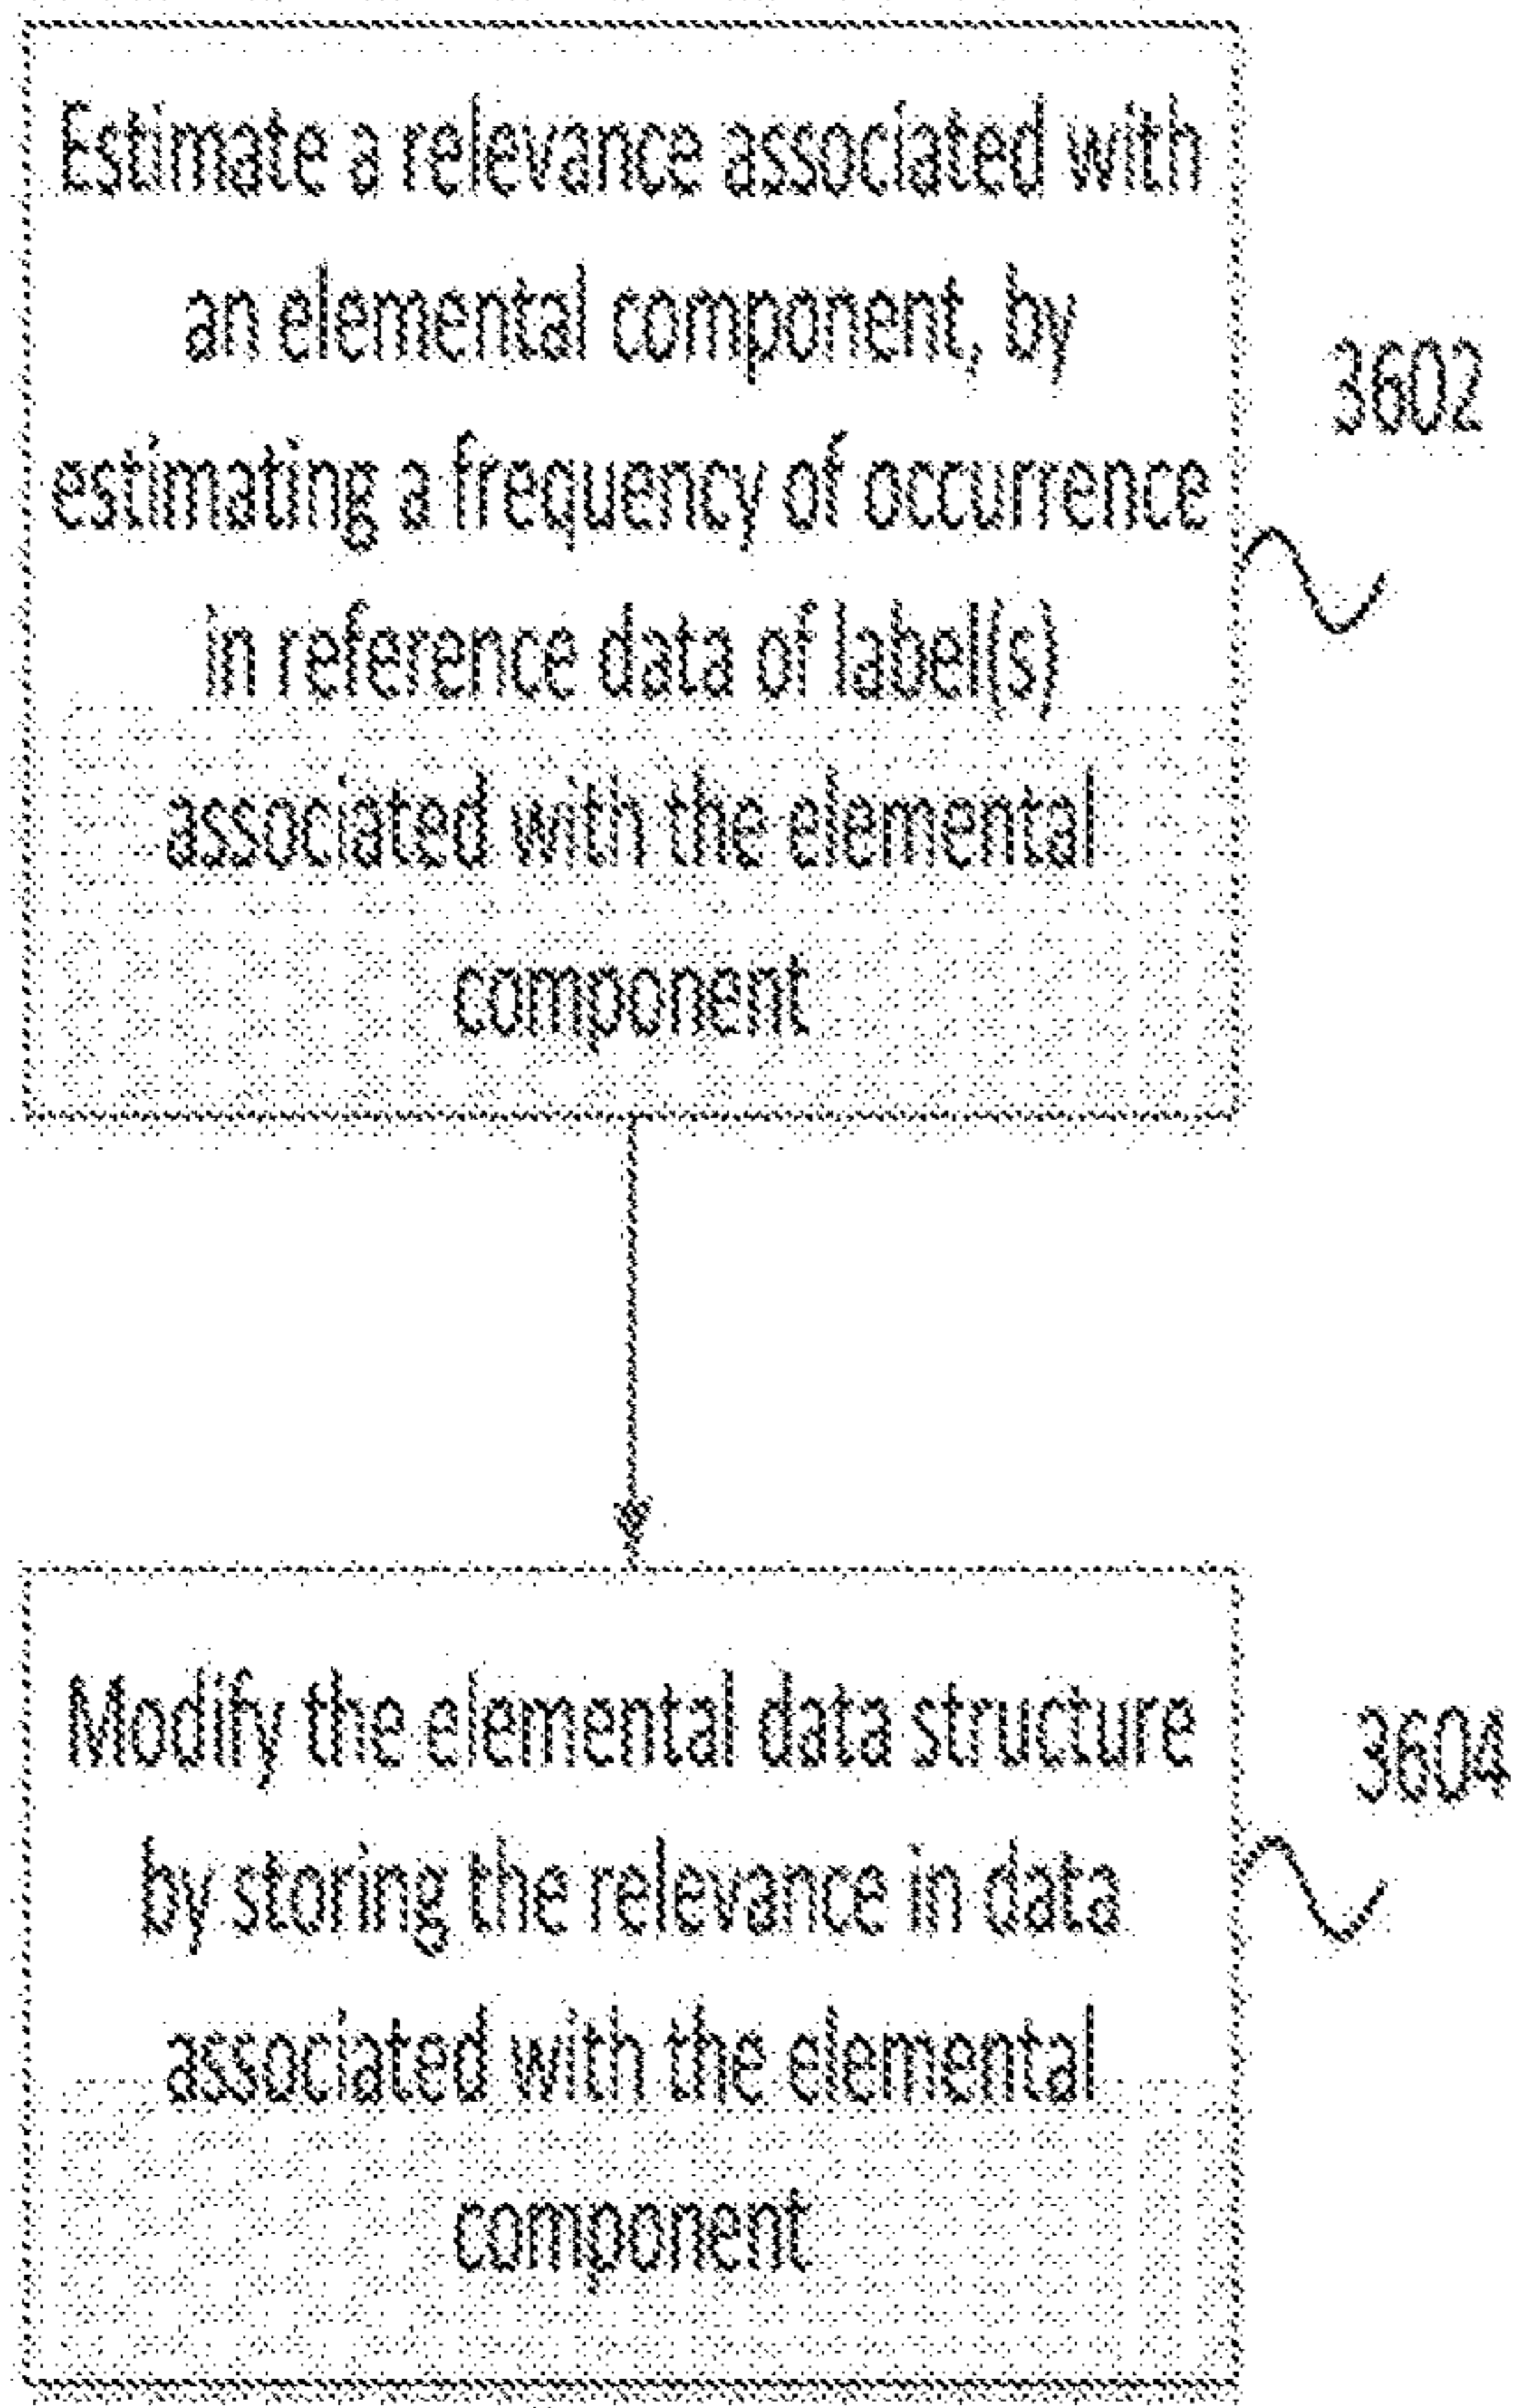 Estimate a relevance associated with
an elemental component, by
estimating a frequency of occurrence
in reference data of label(s)
associated with the elemental
component
3602
Modify the elemental data structure
by storing the relevance in data
associated with the elemental
component
3604